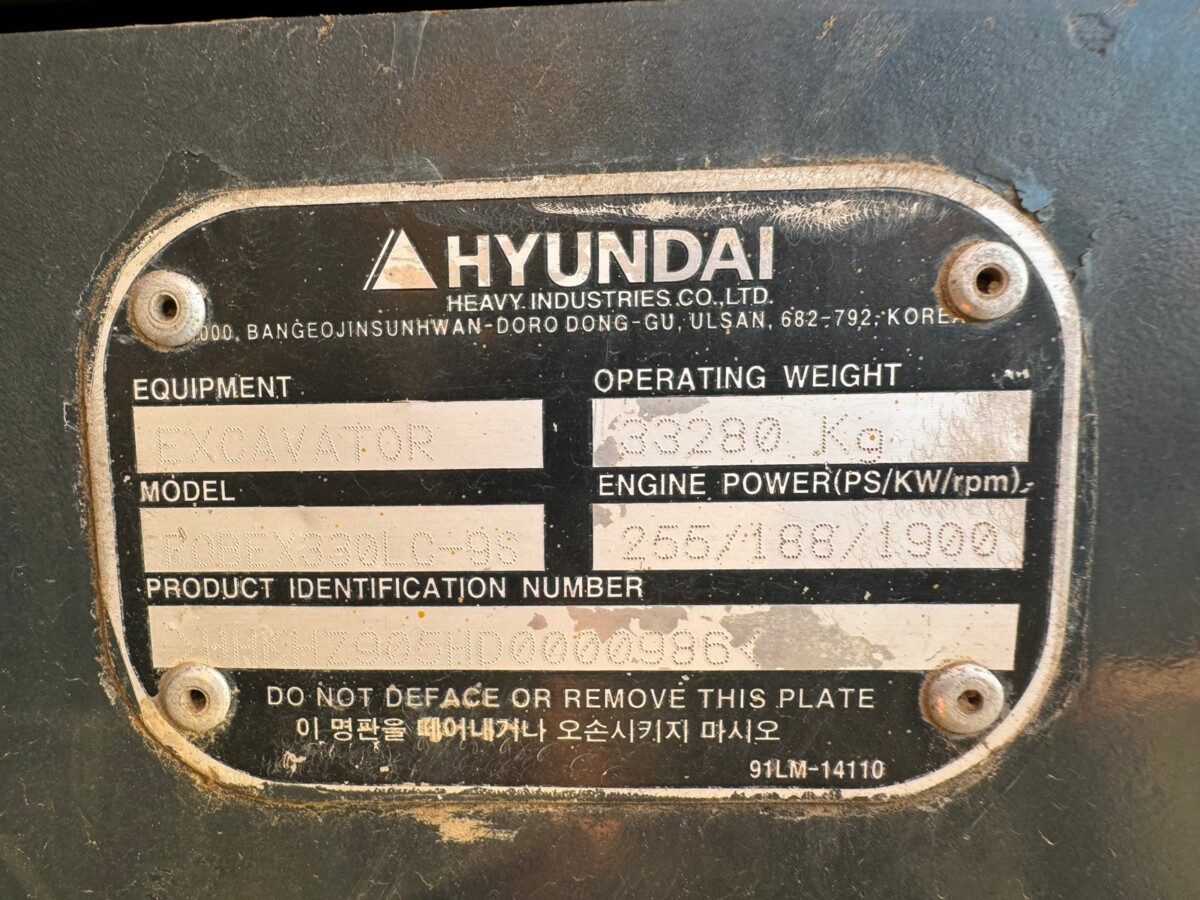 HYUNDAI
HEAVY INDUSTRIES CO., LTD.
1000, BANGEOJINSUNHWAN-DORO DONG-GU, ULSAN, 682-792, KOREA
EQUIPMENT
EXCAVATOR
OPERATING WEIGHT
33280 Kg
MODEL
ROBEX330LC-9S
ENGINE POWER(PS/KW/rpm)
255/188/1900
PRODUCT IDENTIFICATION NUMBER
>HHKHZ905HD0000986<
DO NOT DEFACE OR REMOVE THIS PLATE
이 명판을 떼어내거나 오손시키지 마시오
91LM-14110